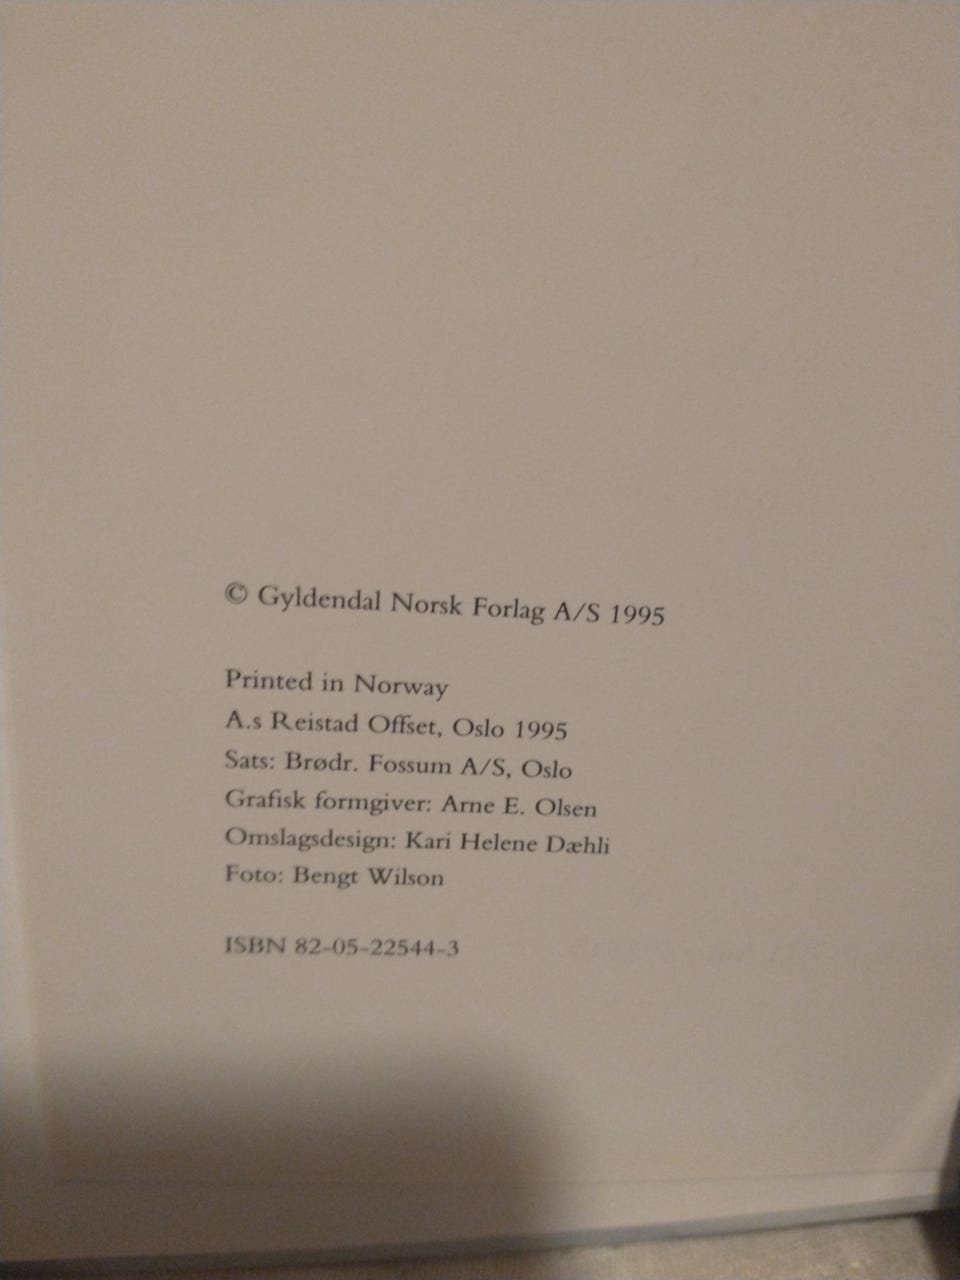 © Gyldendal Norsk Forlag A/S 1995
Printed in Norway
A.s Reistad Offset, Oslo 1995
Sats: Brødr. Fossum A/S, Oslo
Grafisk formgiver: Arne E. Olsen
Omslagsdesign: Kari Helene Dæhli
Foto: Bengt Wilson
ISBN 82-05-22544-3